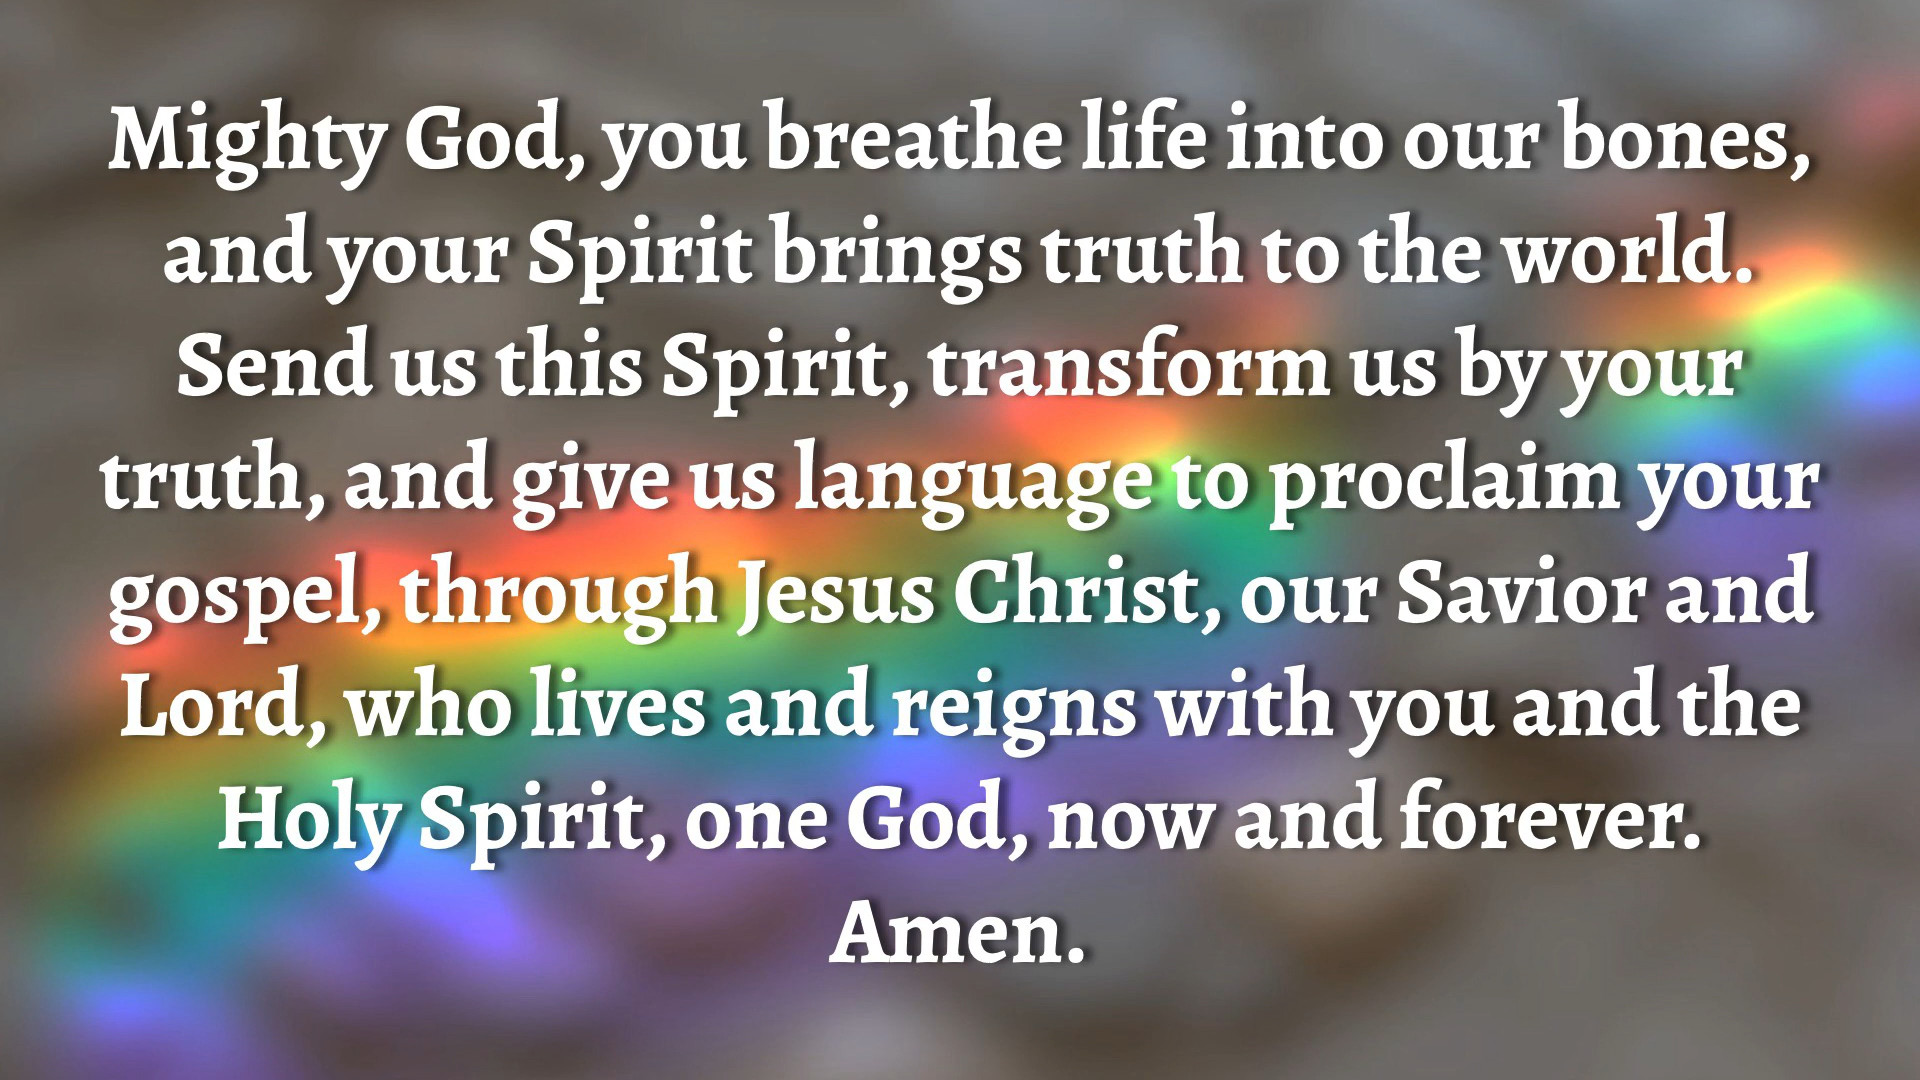 Mighty God, you breathe life into our bones,
and your Spirit brings truth to the world.
Send us this Spirit, transform us by your
truth, and give us language to proclaim your
gospel, through Jesus Christ, our Savior and
Lord, who lives and reigns with you and the
Holy Spirit, one God, now and forever.
Amen.